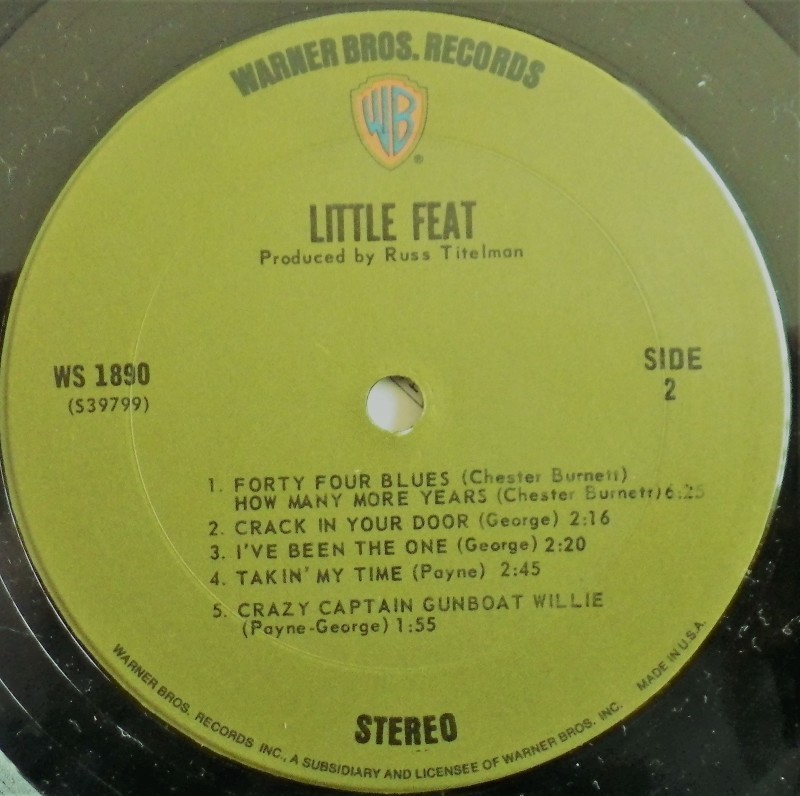 WARNER BROS. RECORDS
WB
®
LITTLE FEAT
Produced by Russ Titelman
WS 1890
(S39799)
SIDE
2
1. FORTY FOUR BLUES (Chester Burnett)
HOW MANY MORE YEARS (Chester Burnett) 6:25
2. CRACK IN YOUR DOOR (George) 2:16
3. I'VE BEEN THE ONE (George) 2:20
4. TAKIN' MY TIME (Payne) 2:45
5. CRAZY CAPTAIN GUNBOAT WILLIE
(Payne-George) 1:55
STEREO
WARNER BROS. RECORDS INC., A SUBSIDIARY AND LICENSEE OF WARNER BROS. INC. MADE IN U.S.A.